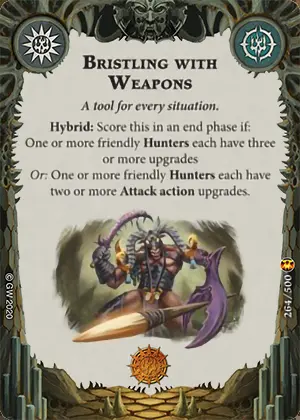 BRISTLING WITH
WEAPONS
A tool for every situation.
Hybrid: Score this in an end phase if:
One or more friendly Hunters each have three
or more upgrades
Or: One or more friendly Hunters each have
two or more Attack action upgrades.
© GW 2020
264/500